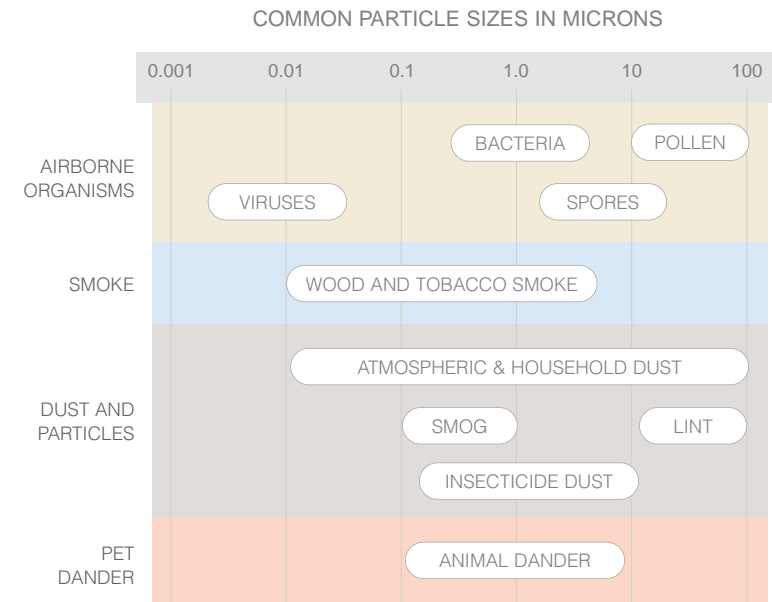 COMMON PARTICLE SIZES IN MICRONS
0.001 0.01 0.1 1.0 10 100
AIRBORNE
ORGANISMS
BACTERIA POLLEN
VIRUSES SPORES
SMOKE
WOOD AND TOBACCO SMOKE
DUST AND
PARTICLES
ATMOSPHERIC & HOUSEHOLD DUST
SMOG LINT
INSECTICIDE DUST
PET
DANDER
ANIMAL DANDER